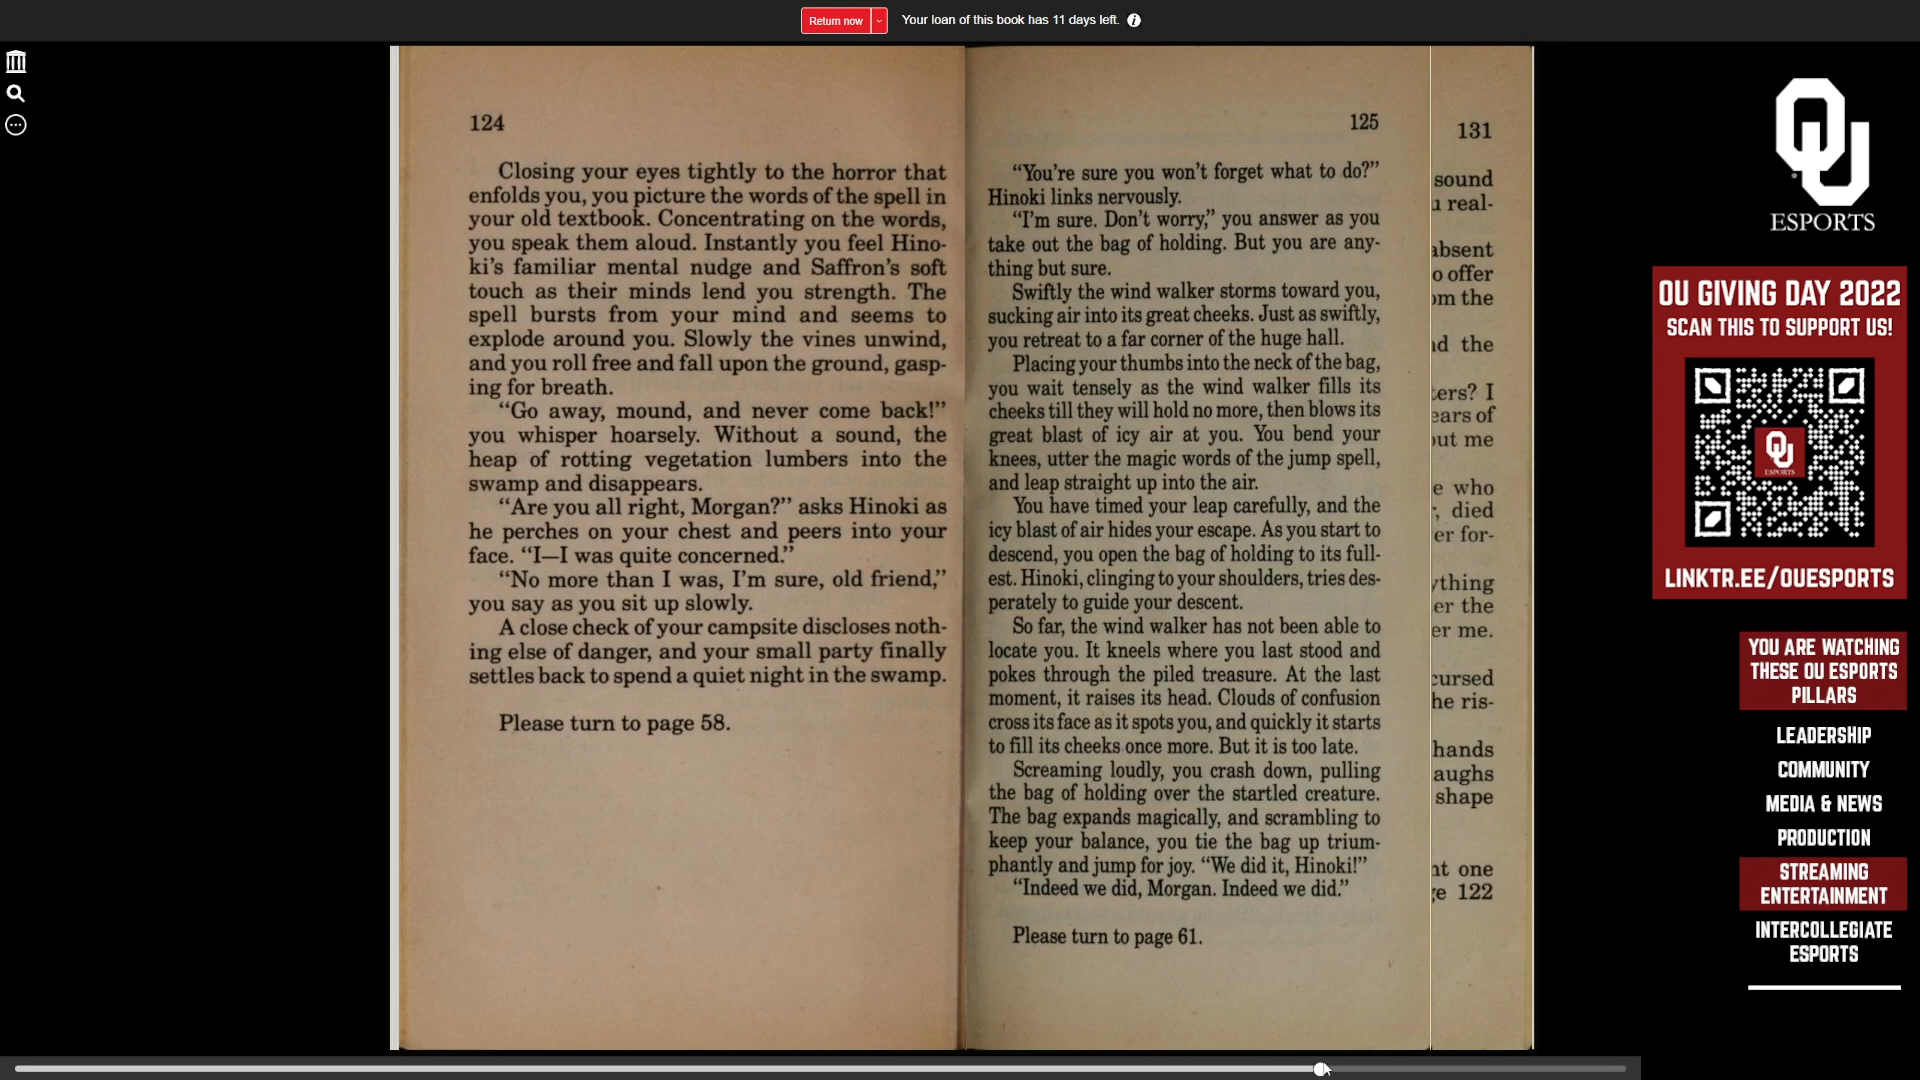 Return now
Your loan of this book has 11 days left.
124
Closing your eyes tightly to the horror that
enfolds you, you picture the words of the spell in
your old textbook. Concentrating on the words,
you speak them aloud. Instantly you feel Hino-
ki's familiar mental nudge and Saffron's soft
touch as their minds lend you strength. The
spell bursts from your mind and seems to
explode around you. Slowly the vines unwind,
and you roll free and fall upon the ground, gasp-
ing for breath.
"Go away, mound, and never come back!"
you whisper hoarsely. Without a sound, the
heap of rotting vegetation lumbers into the
swamp and disappears.
"Are you all right, Morgan?" asks Hinoki as
he perches on your chest and peers into your
face. "I—I was quite concerned."
"No more than I was, I'm sure, old friend,"
you say as you sit up slowly.
A close check of your campsite discloses noth-
ing else of danger, and your small party finally
settles back to spend a quiet night in the swamp.
Please turn to page 58.
125
"You're sure you won't forget what to do?"
Hinoki links nervously.
"I'm sure. Don't worry," you answer as you
take out the bag of holding. But you are any-
thing but sure.
Swiftly the wind walker storms toward you,
sucking air into its great cheeks. Just as swiftly,
you retreat to a far corner of the huge hall.
Placing your thumbs into the neck of the bag,
you wait tensely as the wind walker fills its
cheeks till they will hold no more, then blows its
great blast of icy air at you. You bend your
knees, utter the magic words of the jump spell,
and leap straight up into the air.
You have timed your leap carefully, and the
icy blast of air hides your escape. As you start to
descend, you open the bag of holding to its full-
est. Hinoki, clinging to your shoulders, tries des-
perately to guide your descent.
So far, the wind walker has not been able to
locate you. It kneels where you last stood and
pokes through the piled treasure. At the last
moment, it raises its head. Clouds of confusion
cross its face as it spots you, and quickly it starts
to fill its cheeks once more. But it is too late.
Screaming loudly, you crash down, pulling
the bag of holding over the startled creature.
The bag expands magically, and scrambling to
keep your balance, you tie the bag up trium-
phantly and jump for joy. "We did it, Hinoki!"
"Indeed we did, Morgan. Indeed we did."
Please turn to page 61.
131
sound
real-
absent
offer
the
the
I
of
me
who
died
for-
the
me.
cursed
ris-
hands
shape
one
122
OU
ESPORTS
OU GIVING DAY 2022
SCAN THIS TO SUPPORT US!
OU
ESPORTS
LINKTR.EE/OUESPORTS
YOU ARE WATCHING
THESE OU ESPORTS
PILLARS
LEADERSHIP
COMMUNITY
MEDIA & NEWS
PRODUCTION
STREAMING
ENTERTAINMENT
INTERCOLLEGIATE
ESPORTS